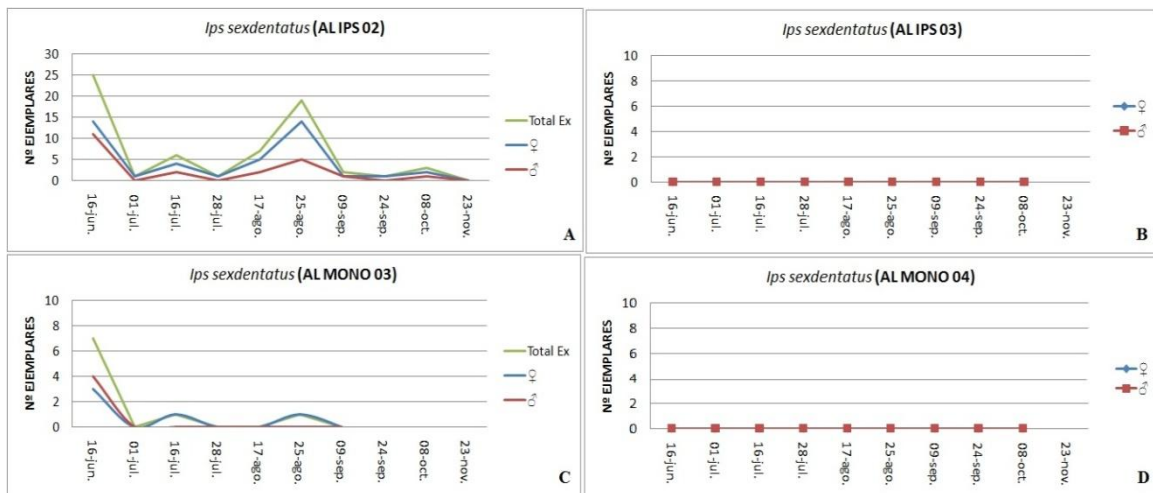 Ips sexdentatus (AL IPS 02)
Nº EJEMPLARES
30
25
20
15
10
5
0
16-jun.
01-jul.
16-jul.
28-jul.
17-ago.
25-ago.
09-sep.
24-sep.
08-oct.
23-nov.
Total Ex
♀
♂
A
Ips sexdentatus (AL IPS 03)
Nº EJEMPLARES
10
8
6
4
2
0
16-jun.
01-jul.
16-jul.
28-jul.
17-ago.
25-ago.
09-sep.
24-sep.
08-oct.
23-nov.
♀
♂
B
Ips sexdentatus (AL MONO 03)
Nº EJEMPLARES
10
8
6
4
2
0
16-jun.
01-jul.
16-jul.
28-jul.
17-ago.
25-ago.
09-sep.
24-sep.
08-oct.
23-nov.
Total Ex
♀
♂
C
Ips sexdentatus (AL MONO 04)
Nº EJEMPLARES
10
8
6
4
2
0
16-jun.
01-jul.
16-jul.
28-jul.
17-ago.
25-ago.
09-sep.
24-sep.
08-oct.
23-nov.
♀
♂
D